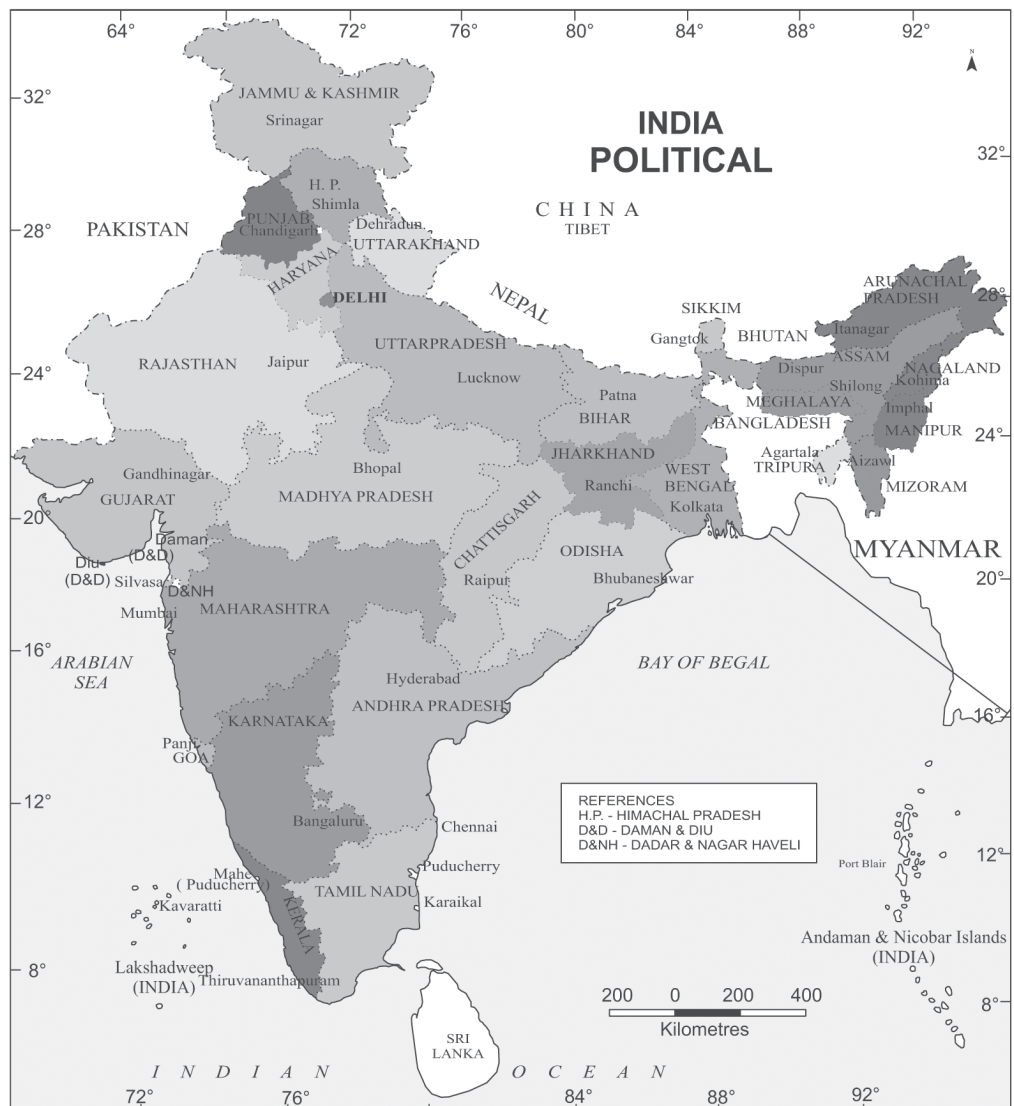 64°
72°
76°
80°
84°
88°
92°
32°
JAMMU & KASHMIR
Srinagar
INDIA
POLITICAL
32°
H. P.
Shimla
CHINA
TIBET
PAKISTAN
28°
PUNJAB
Chandigarh
Dehradun
UTTARAKHAND
HARYANA
DELHI
NEPAL
SIKKIM
Gangtok
BHUTAN
ARUNACHAL
PRADESH
28°
Itanagar
ASSAM
Dispur
NAGALAND
Kohima
Shilong
MEGHALAYA
Imphal
MANIPUR
BANGLADESH
24°
RAJASTHAN
Jaipur
UTTARPRADESH
Lucknow
Patna
BIHAR
24°
Agartala
TRIPURA
Aizawl
MIZORAM
Gandhinagar
GUJARAT
Bhopal
MADHYA PRADESH
JHARKHAND
Ranchi
WEST
BENGAL
Kolkata
20°
CHATTISGARH
Raipur
ODISHA
Bhubaneshwar
MYANMAR
20°
Daman
(D&D)
Diu
(D&D)
Silvasa
D&NH
Mumbai
MAHARASHTRA
16°
ARABIAN
SEA
BAY OF BEGAL
Hyderabad
ANDHRA PRADESH
16°
KARNATAKA
Panji
GOA
12°
Bangaluru
Chennai
REFERENCES
H.P. - HIMACHAL PRADESH
D&D - DAMAN & DIU
D&NH - DADAR & NAGAR HAVELI
12°
Port Blair
Mahe
( Puducherry)
Puducherry
TAMIL NADU
Karaikal
Kavaratti
KERALA
Andaman & Nicobar Islands
(INDIA)
8°
Lakshadweep
(INDIA)
Thiruvananthapuram
200 0 200 400
Kilometres
8°
SRI
LANKA
INDIAN OCEAN
72°
76°
84°
88°
92°